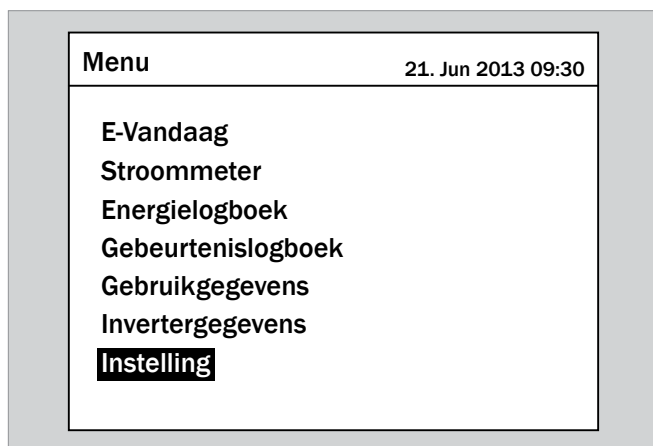 Menu
21. Jun 2013 09:30
E-Vandaag
Stroommeter
Energielogboek
Gebeurtenislogboek
Gebruikgegevens
Invertergegevens
Instelling